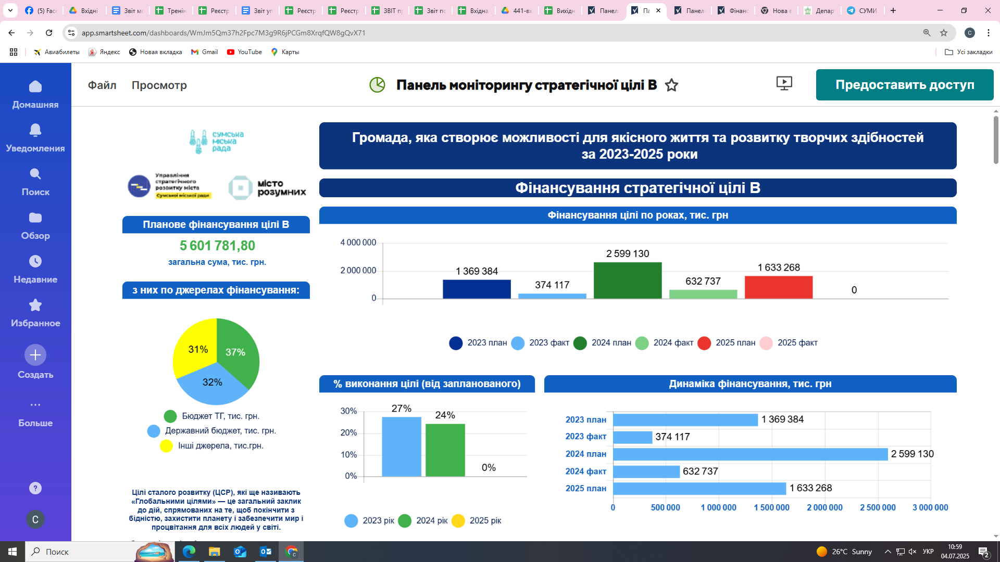 (5) Face
Вхідні
Звіт мо
Тренін
Реєстр
Звіт уп
Реєстр
Реєстр
ЗВІТ п
Звіт по
Вхідна
441-вх
Вихідн
Панел
Па
Панел
Фінанс
Нова в
Депар
СУМИ
app.smartsheet.com/dashboards/WmJm5Qm37h2Fpc7M3g9R6jPCGm8XrqfQW8gQvX71
C
Авиабилеты
Яндекс
Новая вкладка
Gmail
YouTube
Карты
Усі закладки
Файл
Просмотр
Панель моніторингу стратегічної цілі В
Предоставить доступ
Домашняя
Уведомления
Поиск
Обзор
Недавние
Избранное
Создать
Больше
?
C
сумська
міська
рада
Управління
стратегічного
розвитку міста
Сумської міської ради
місто
розумних
Планове фінансування цілі В
5 601 781,80
загальна сума, тис. грн.
з них по джерелах фінансування:
31%
37%
32%
Бюджет ТГ, тис. грн.
Державний бюджет, тис. грн.
Інші джерела, тис.грн.
Цілі сталого розвитку (ЦСР), які ще називають
«Глобальними цілями» — це загальний заклик
до дій, спрямованих на те, щоб покінчити з
бідністю, захистити планету і забезпечити мир і
процвітання для всіх людей у світі.
Громада, яка створює можливості для якісного життя та розвитку творчих здібностей
за 2023-2025 роки
Фінансування стратегічної цілі В
Фінансування цілі по роках, тис. грн
4 000 000
2 000 000
0
1 369 384
374 117
2 599 130
632 737
1 633 268
0
2023 план
2023 факт
2024 план
2024 факт
2025 план
2025 факт
% виконання цілі (від запланованого)
30%
20%
10%
0%
27%
24%
0%
2023 рік
2024 рік
2025 рік
Динаміка фінансування, тис. грн
2023 план
1 369 384
2023 факт
374 117
2024 план
2 599 130
2024 факт
632 737
2025 план
1 633 268
0
500 000
1 000 000
1 500 000
2 000 000
2 500 000
3 000 000
Поиск
26°C Sunny
УКР
10:59
04.07.2025
2